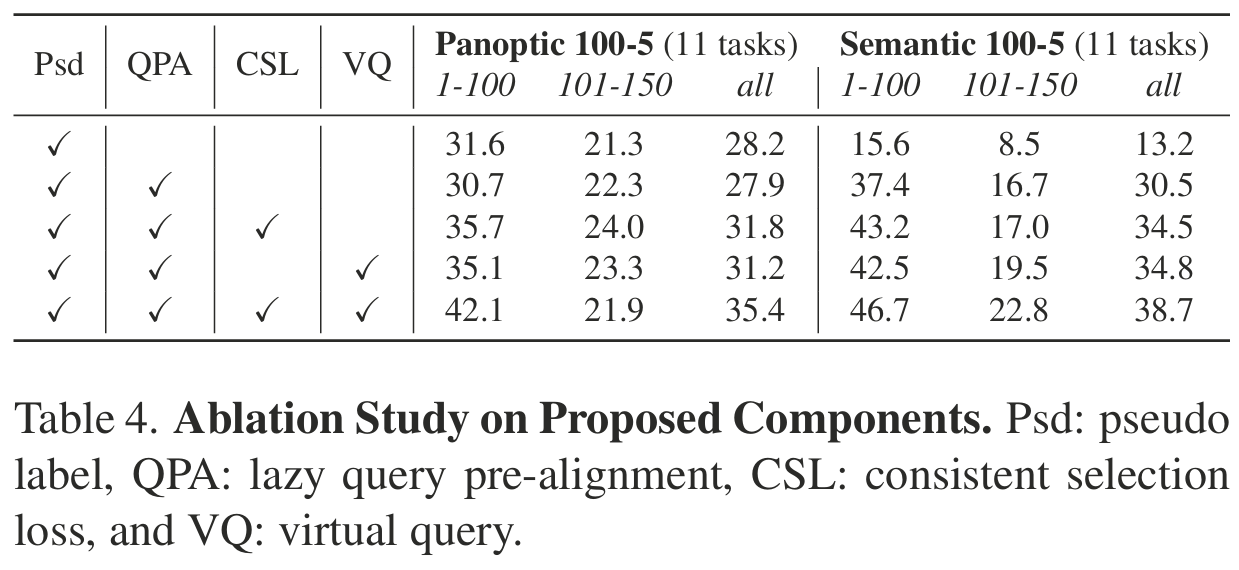 Psd QPA CSL VQ Panoptic 100-5 (11 tasks) Semantic 100-5 (11 tasks)
1-100 101-150 all 1-100 101-150 all
✓ 31.6 21.3 28.2 15.6 8.5 13.2
✓ ✓ 30.7 22.3 27.9 37.4 16.7 30.5
✓ ✓ ✓ 35.7 24.0 31.8 43.2 17.0 34.5
✓ ✓ ✓ 35.1 23.3 31.2 42.5 19.5 34.8
✓ ✓ ✓ ✓ 42.1 21.9 35.4 46.7 22.8 38.7
Table 4. Ablation Study on Proposed Components. Psd: pseudo
label, QPA: lazy query pre-alignment, CSL: consistent selection
loss, and VQ: virtual query.